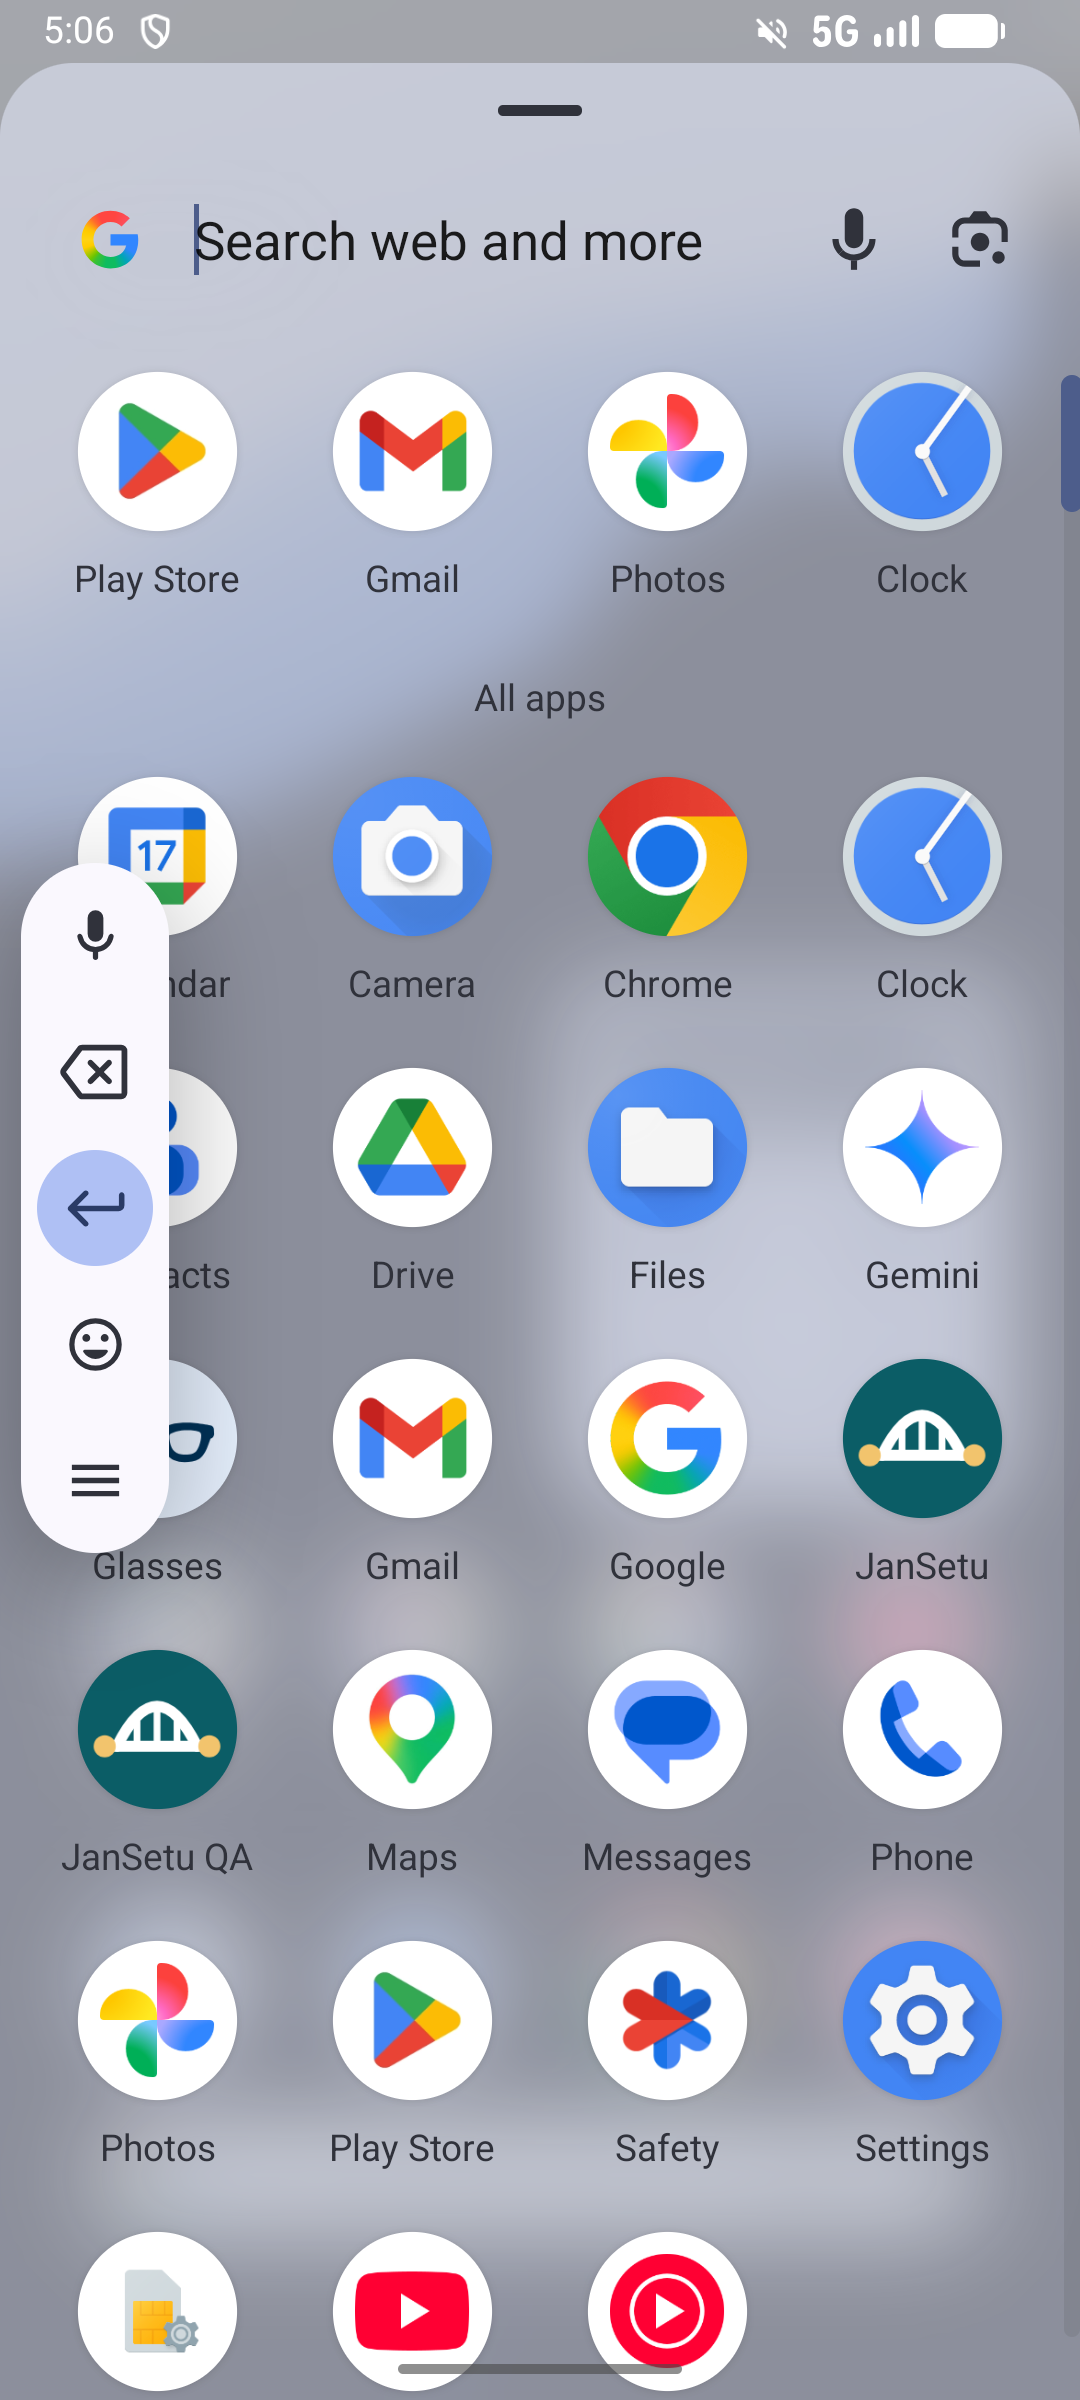 5:06 5G
Search web and more
Play Store Gmail Photos Clock
All apps
17
ndar Camera Chrome Clock
acts Drive Files Gemini
Glasses Gmail Google JanSetu
JanSetu QA Maps Messages Phone
Photos Play Store Safety Settings